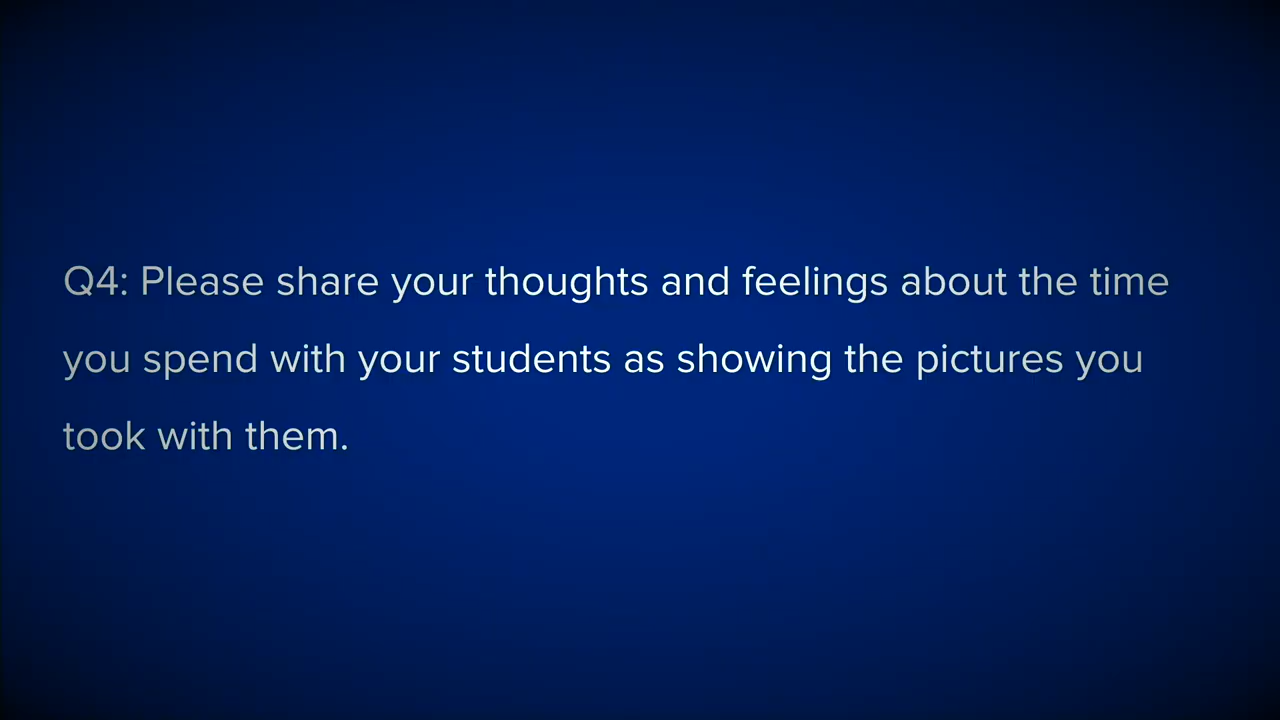 Q4: Please share your thoughts and feelings about the time
you spend with your students as showing the pictures you
took with them.